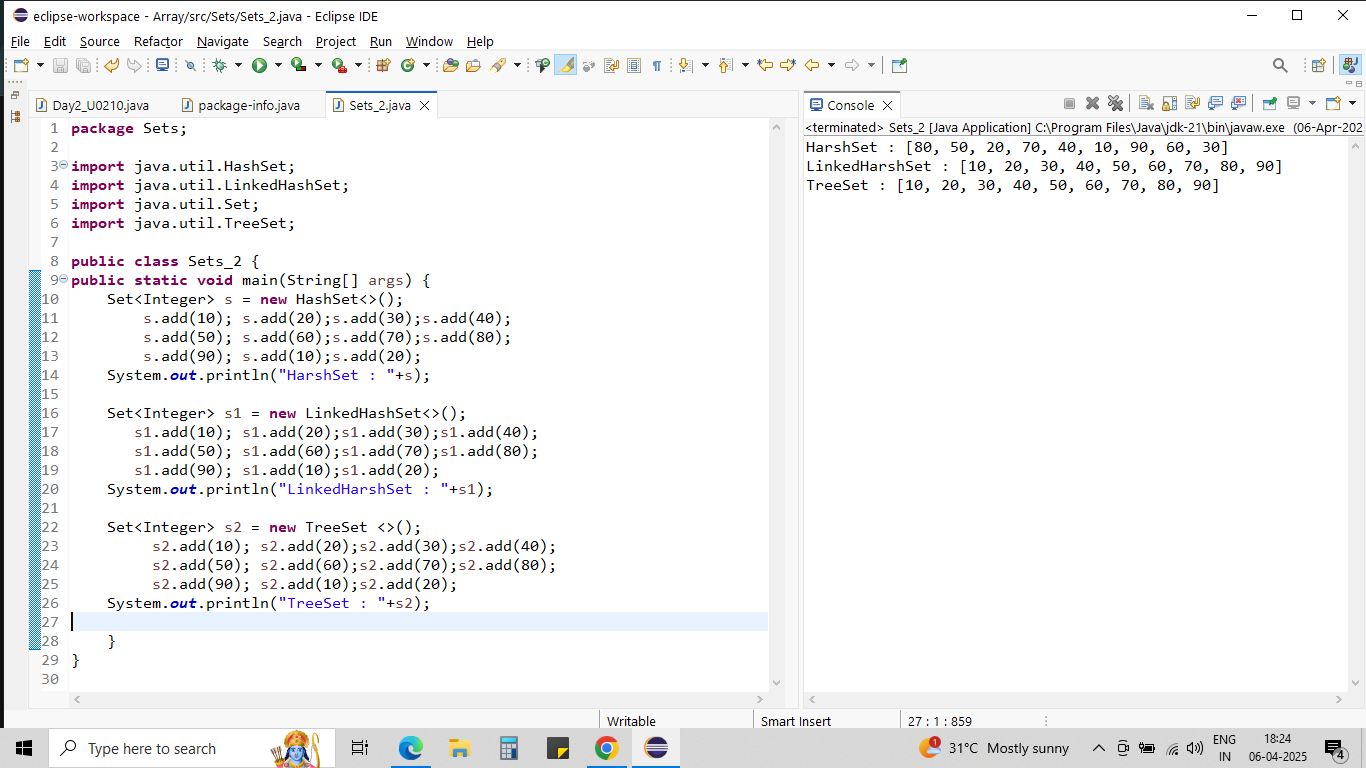 eclipse-workspace - Array/src/Sets/Sets_2.java - Eclipse IDE
File Edit Source Refactor Navigate Search Project Run Window Help
Day2_U0210.java package-info.java Sets_2.java
1 package Sets;
2
3 import java.util.HashSet;
4 import java.util.LinkedHashSet;
5 import java.util.Set;
6 import java.util.TreeSet;
7
8 public class Sets_2 {
9 public static void main(String[] args) {
10     Set<Integer> s = new HashSet<>();
11         s.add(10); s.add(20);s.add(30);s.add(40);
12         s.add(50); s.add(60);s.add(70);s.add(80);
13         s.add(90); s.add(10);s.add(20);
14     System.out.println("HarshSet : "+s);
15
16     Set<Integer> s1 = new LinkedHashSet<>();
17        s1.add(10); s1.add(20);s1.add(30);s1.add(40);
18        s1.add(50); s1.add(60);s1.add(70);s1.add(80);
19        s1.add(90); s1.add(10);s1.add(20);
20     System.out.println("LinkedHarshSet : "+s1);
21
22     Set<Integer> s2 = new TreeSet <>();
23          s2.add(10); s2.add(20);s2.add(30);s2.add(40);
24          s2.add(50); s2.add(60);s2.add(70);s2.add(80);
25          s2.add(90); s2.add(10);s2.add(20);
26     System.out.println("TreeSet : "+s2);
27
28     }
29 }
30
Console
<terminated> Sets_2 [Java Application] C:\Program Files\Java\jdk-21\bin\javaw.exe (06-Apr-202
HarshSet : [80, 50, 20, 70, 40, 10, 90, 60, 30]
LinkedHarshSet : [10, 20, 30, 40, 50, 60, 70, 80, 90]
TreeSet : [10, 20, 30, 40, 50, 60, 70, 80, 90]
Writable Smart Insert 27 : 1 : 859
Type here to search
1 31°C Mostly sunny
ENG
IN
18:24
06-04-2025
4